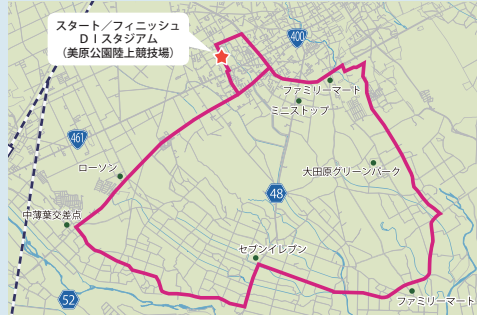 スタート／フィニッシュ
ＤＩスタジアム
（美原公園陸上競技場）
400
ファミリーマート
ミニストップ
461
ローソン
大田原グリーンパーク
48
中薄葉交差点
セブンイレブン
52
ファミリーマート